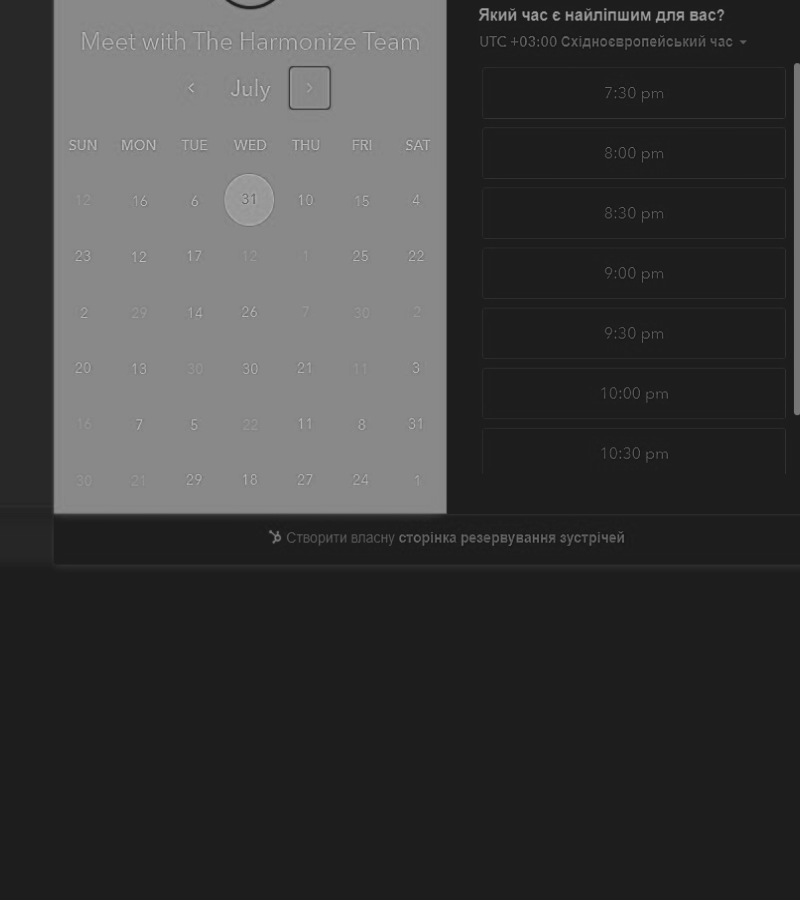 Meet with The Harmonize Team
July
SUN MON TUE WED THU FRI SAT
12 16 6 31 10 15 4
23 12 17 12 1 25 22
2 29 14 26 7 30 2
20 13 30 30 21 11 3
16 7 5 22 11 8 31
30 21 29 18 27 24 1
Який час є найліпшим для вас?
UTC +03:00 Східноєвропейський час
7:30 pm
8:00 pm
8:30 pm
9:00 pm
9:30 pm
10:00 pm
10:30 pm
Створити власну сторінка резервування зустрічей